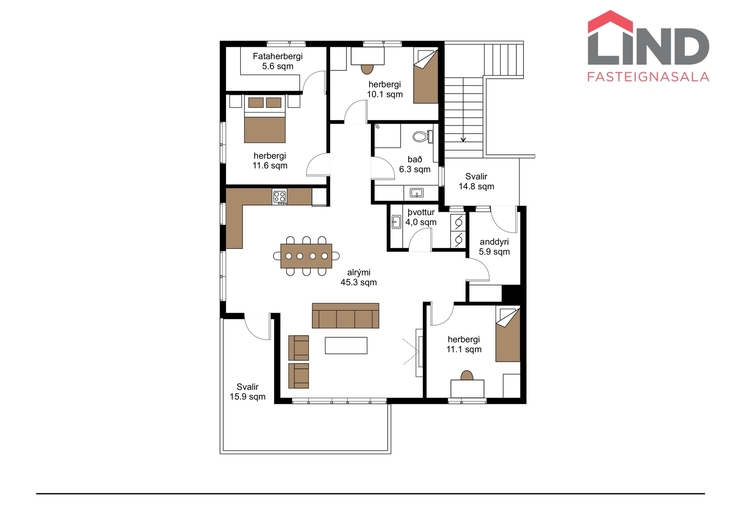 LIND
FASTEIGNASALA
Fataherbergi
5.6 sqm
herbergi
10.1 sqm
herbergi
11.6 sqm
bað
6.3 sqm
Svalir
14.8 sqm
þvottur
4,0 sqm
anddyri
5.9 sqm
alrými
45.3 sqm
herbergi
11.1 sqm
Svalir
15.9 sqm